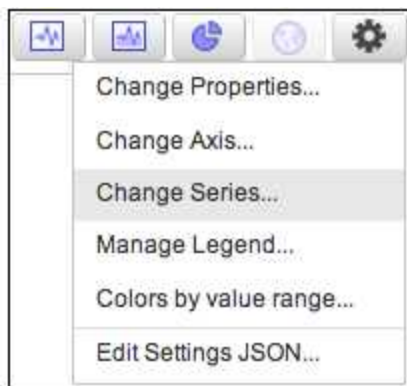 Change Properties...
Change Axis...
Change Series...
Manage Legend...
Colors by value range...
Edit Settings JSON...